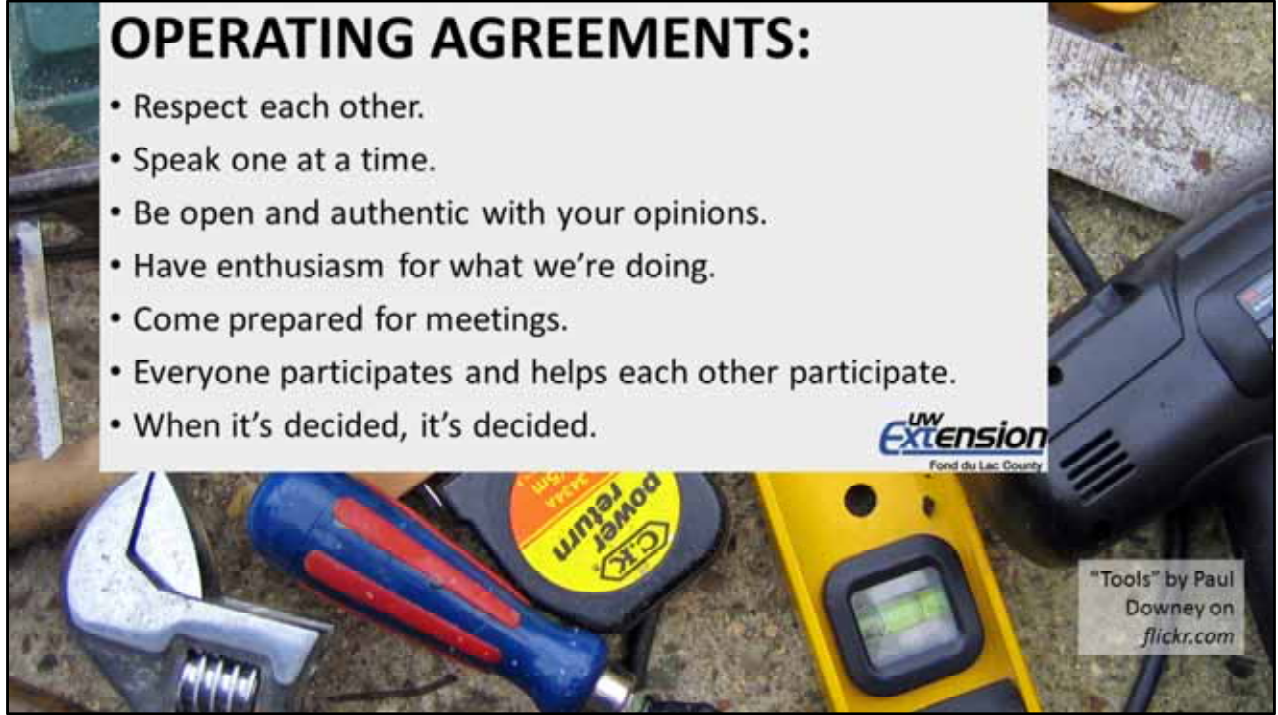 OPERATING AGREEMENTS:
• Respect each other.
• Speak one at a time.
• Be open and authentic with your opinions.
• Have enthusiasm for what we're doing.
• Come prepared for meetings.
• Everyone participates and helps each other participate.
• When it's decided, it's decided.
UW
Extension
Fond du Lac County
3434A
5m
power
return
C.K
"Tools" by Paul
Downey on
flickr.com